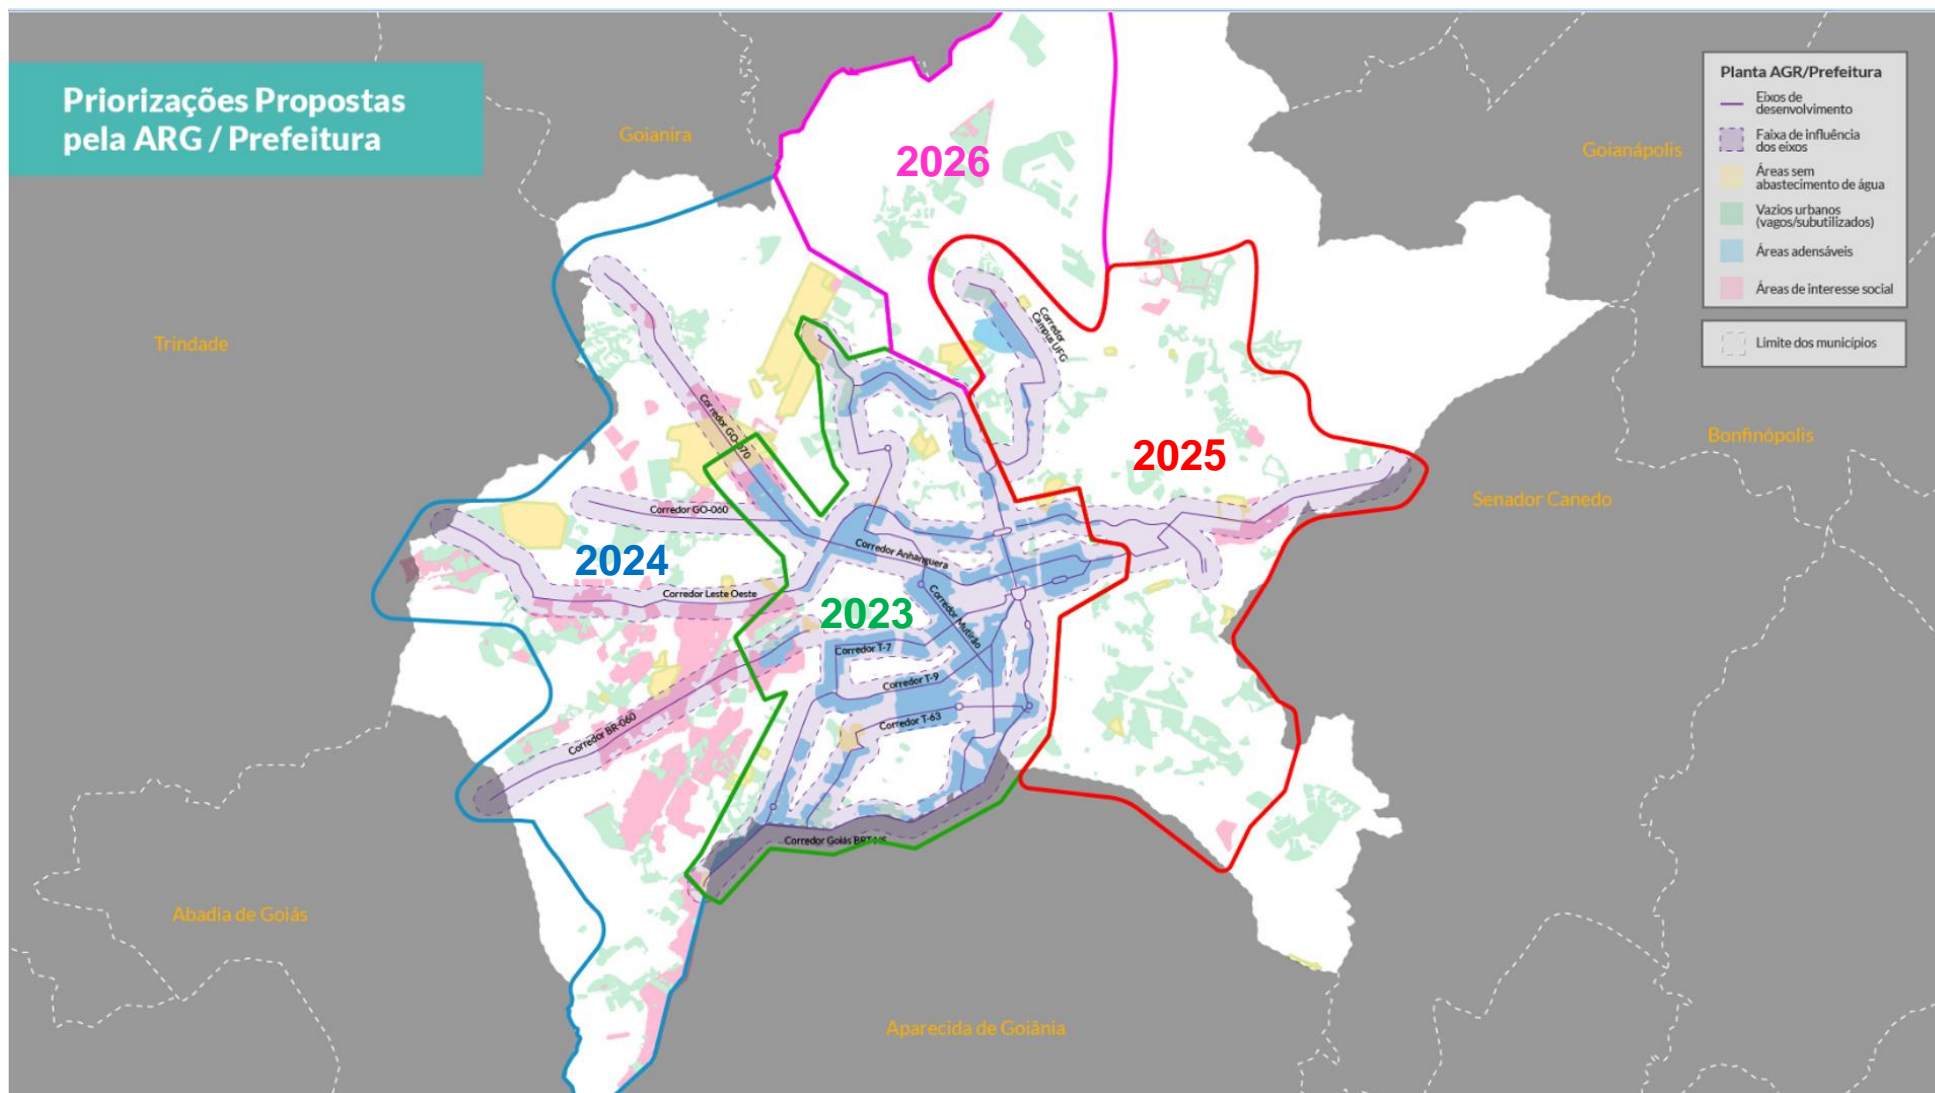 Priorizações Propostas
pela ARG / Prefeitura
Planta AGR/Prefeitura
Eixos de
desenvolvimento
Faixa de influência
dos eixos
Áreas sem
abastecimento de água
Vazios urbanos
(vagos/subutilizados)
Áreas adensáveis
Áreas de interesse social
Limite dos municípios
Goianira
Goianápolis
Trindade
Bonfinópolis
Senador Canedo
Abadia de Goiás
Aparecida de Goiânia
2026
2025
2024
2023
Corredor
Campus UFG
Corredor GO-070
Corredor GO-060
Corredor Anhanguera
Corredor Leste Oeste
Corredor Mutirão
Corredor T-7
Corredor T-9
Corredor T-63
Corredor BR-060
Corredor Goiás BRT